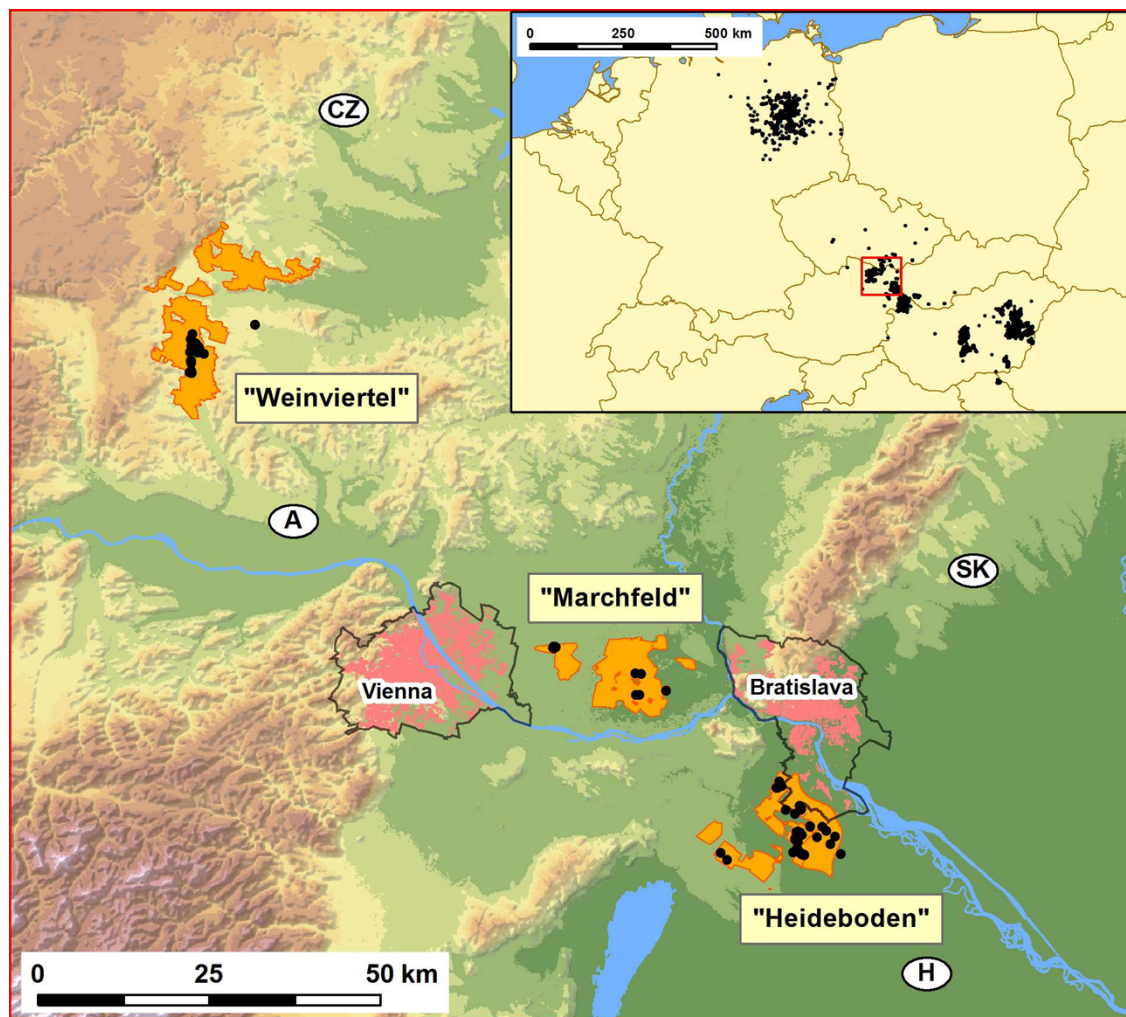 0 250 500 km
CZ
"Weinviertel"
A
SK
"Marchfeld"
Vienna
Bratislava
"Heideboden"
H
0 25 50 km